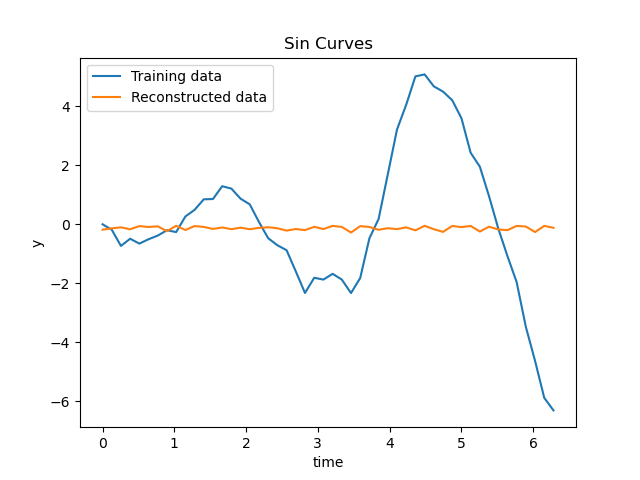 Sin Curves
Training data
Reconstructed data
4
2
0
−2
−4
−6
y
0 1 2 3 4 5 6
time